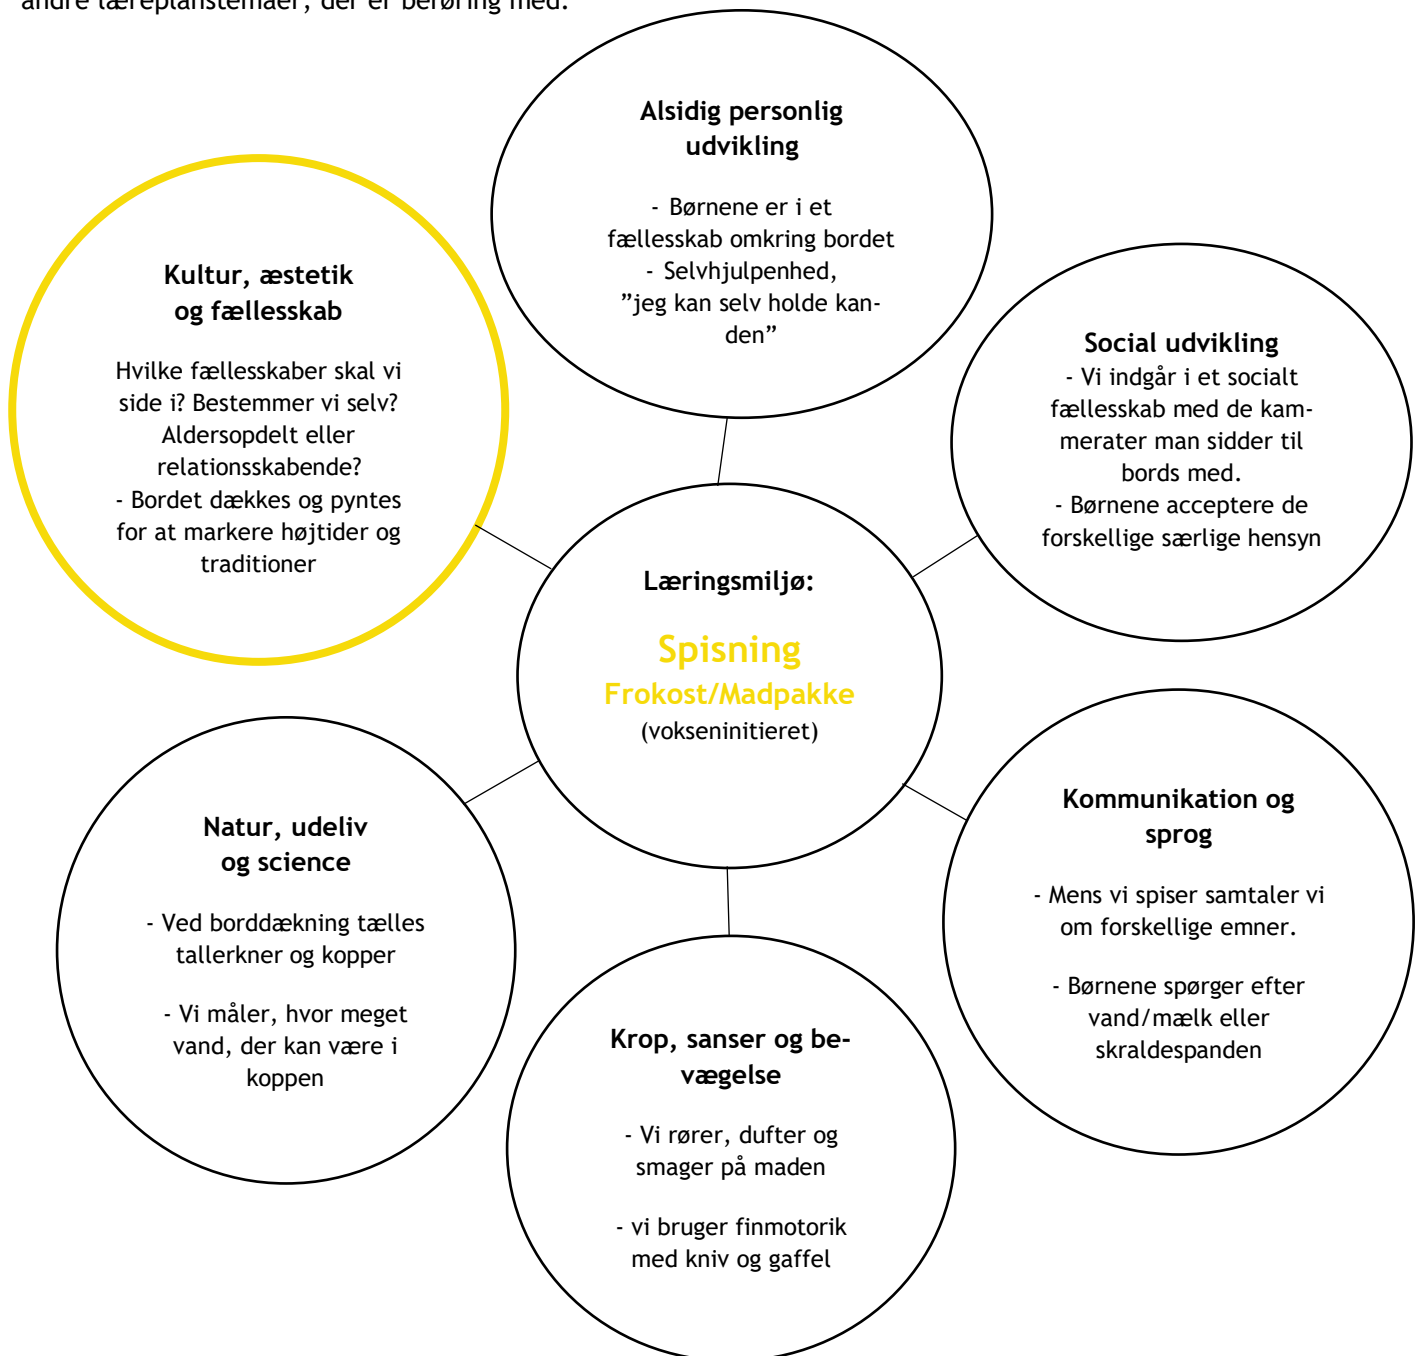 andre læreplanstemaer, der er berøring med.
Alsidig personlig
udvikling
- Børnene er i et
fællesskab omkring bordet
- Selvhjulpenhed,
”jeg kan selv holde kan-
den”
Kultur, æstetik
og fællesskab
Hvilke fællesskaber skal vi
side i? Bestemmer vi selv?
Aldersopdelt eller
relationsskabende?
- Bordet dækkes og pyntes
for at markere højtider og
traditioner
Social udvikling
- Vi indgår i et socialt
fællesskab med de kam-
merater man sidder til
bords med.
- Børnene acceptere de
forskellige særlige hensyn
Læringsmiljø:
Spisning
Frokost/Madpakke
(vokseninitieret)
Natur, udeliv
og science
- Ved borddækning tælles
tallerkner og kopper
- Vi måler, hvor meget
vand, der kan være i
koppen
Kommunikation og
sprog
- Mens vi spiser samtaler vi
om forskellige emner.
- Børnene spørger efter
vand/mælk eller
skraldespanden
Krop, sanser og be-
vægelse
- Vi rører, dufter og
smager på maden
- vi bruger finmotorik
med kniv og gaffel